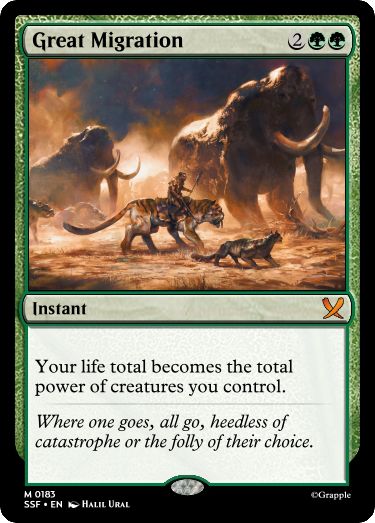 Great Migration 2
Instant
Your life total becomes the total
power of creatures you control.
Where one goes, all go, heedless of
catastrophe or the folly of their choice.
M 0183
SSF • EN Halil Ural
©Grapple